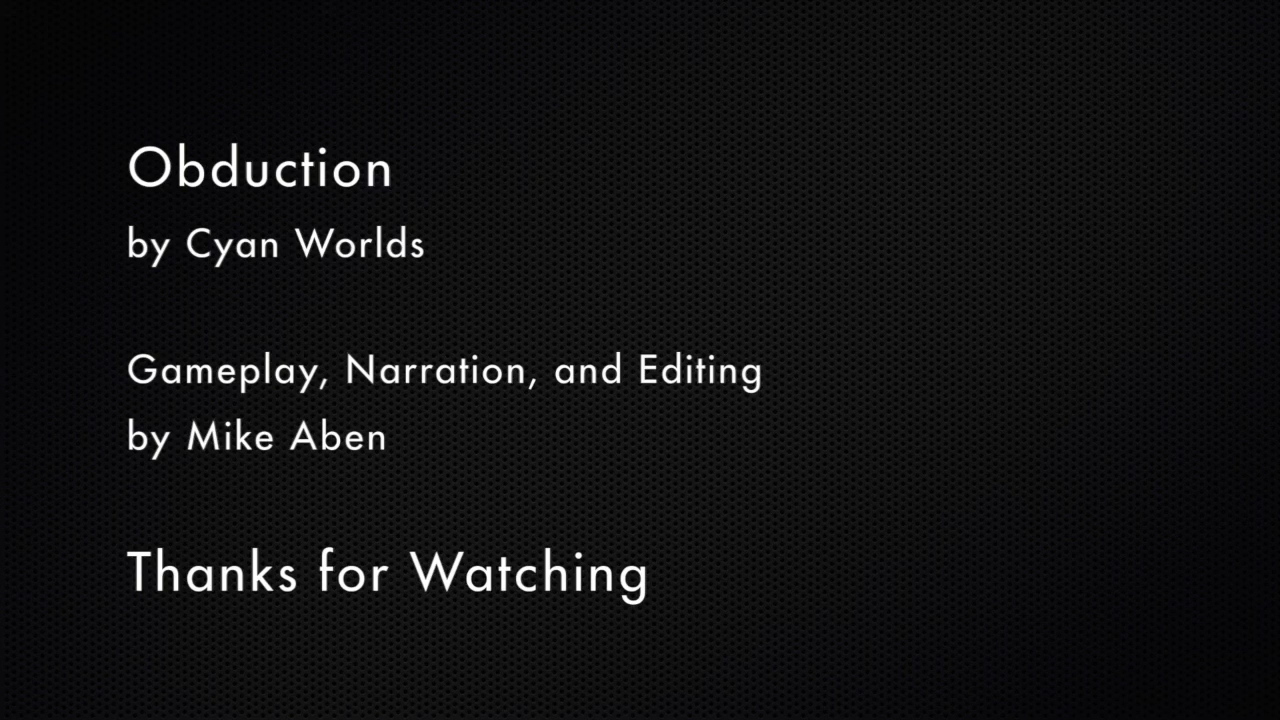 Obduction
by Cyan Worlds
Gameplay, Narration, and Editing
by Mike Aben
Thanks for Watching